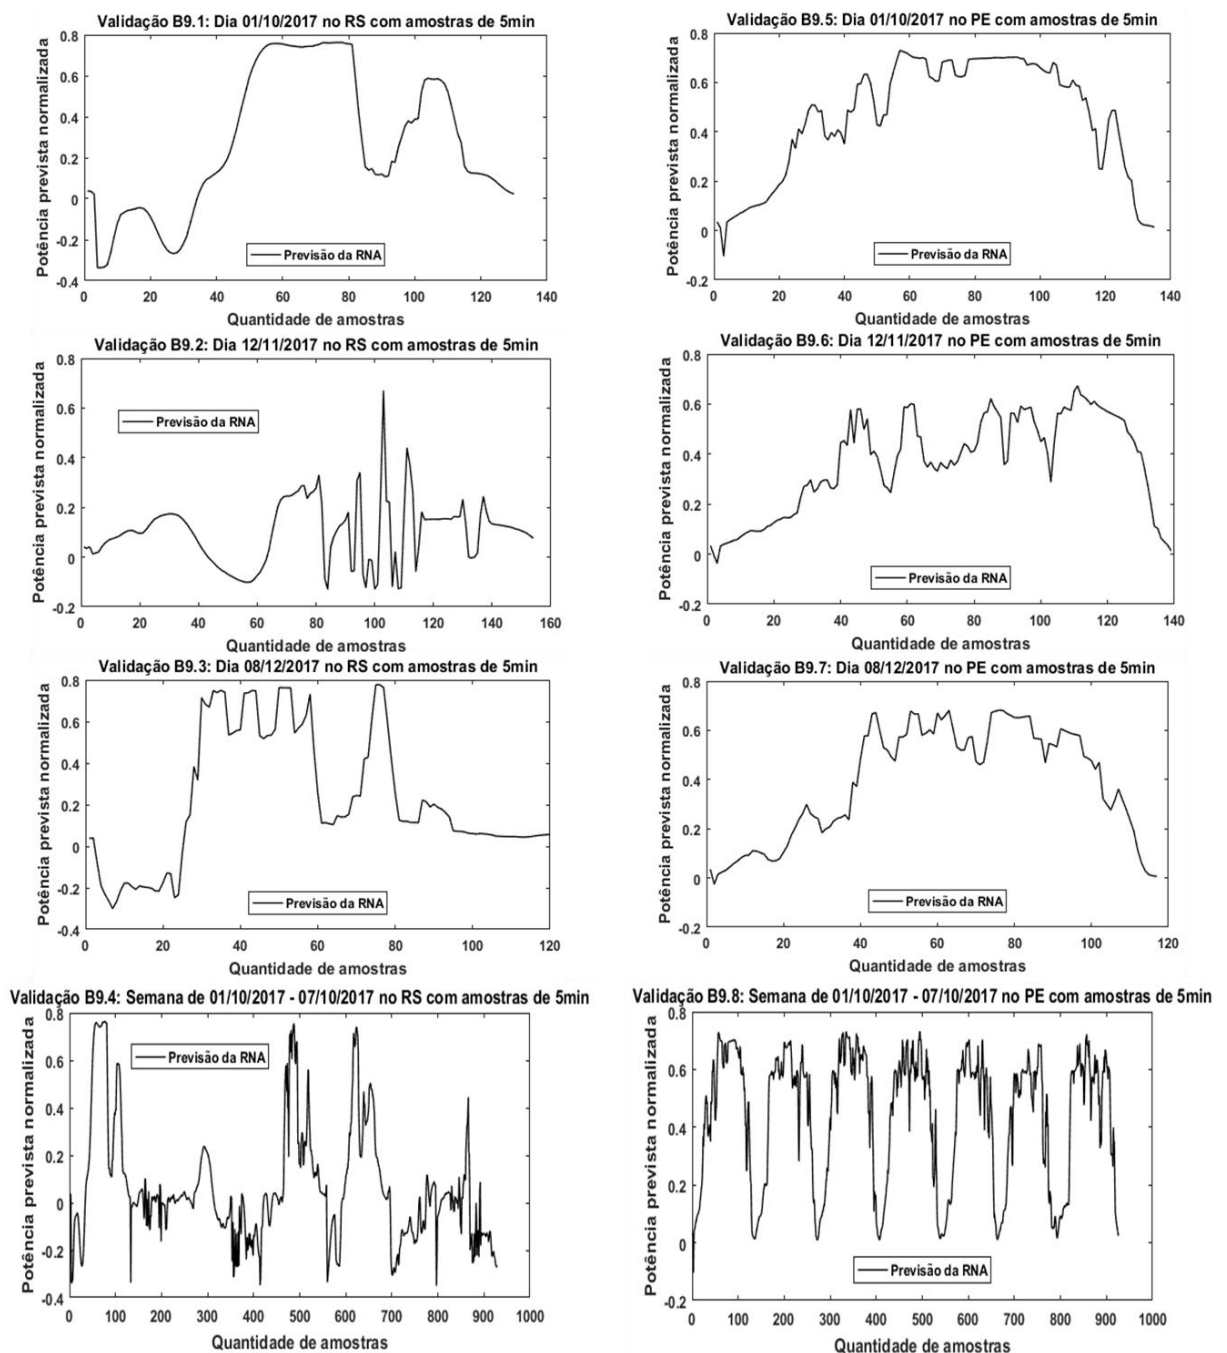 Validação B9.1: Dia 01/10/2017 no RS com amostras de 5min
Potência prevista normalizada
0.8
0.6
0.4
0.2
0
-0.2
-0.4
Previsão da RNA
0 20 40 60 80 100 120 140
Quantidade de amostras
Validação B9.5: Dia 01/10/2017 no PE com amostras de 5min
Potência prevista normalizada
0.8
0.6
0.4
0.2
0
-0.2
Previsão da RNA
0 20 40 60 80 100 120 140
Quantidade de amostras
Validação B9.2: Dia 12/11/2017 no RS com amostras de 5min
Potência prevista normalizada
0.8
0.6
0.4
0.2
0
-0.2
Previsão da RNA
0 20 40 60 80 100 120 140 160
Quantidade de amostras
Validação B9.6: Dia 12/11/2017 no PE com amostras de 5min
Potência prevista normalizada
0.8
0.6
0.4
0.2
0
-0.2
Previsão da RNA
0 20 40 60 80 100 120 140
Quantidade de amostras
Validação B9.3: Dia 08/12/2017 no RS com amostras de 5min
Potência prevista normalizada
0.8
0.6
0.4
0.2
0
-0.2
-0.4
Previsão da RNA
0 20 40 60 80 100 120
Quantidade de amostras
Validação B9.7: Dia 08/12/2017 no PE com amostras de 5min
Potência prevista normalizada
0.8
0.6
0.4
0.2
0
-0.2
Previsão da RNA
0 20 40 60 80 100 120
Quantidade de amostras
Validação B9.4: Semana de 01/10/2017 - 07/10/2017 no RS com amostras de 5min
Potência prevista normalizada
0.8
0.6
0.4
0.2
0
-0.2
-0.4
Previsão da RNA
0 100 200 300 400 500 600 700 800 900 1000
Quantidade de amostras
Validação B9.8: Semana de 01/10/2017 - 07/10/2017 no PE com amostras de 5min
Potência prevista normalizada
0.8
0.6
0.4
0.2
0
-0.2
Previsão da RNA
0 100 200 300 400 500 600 700 800 900 1000
Quantidade de amostras